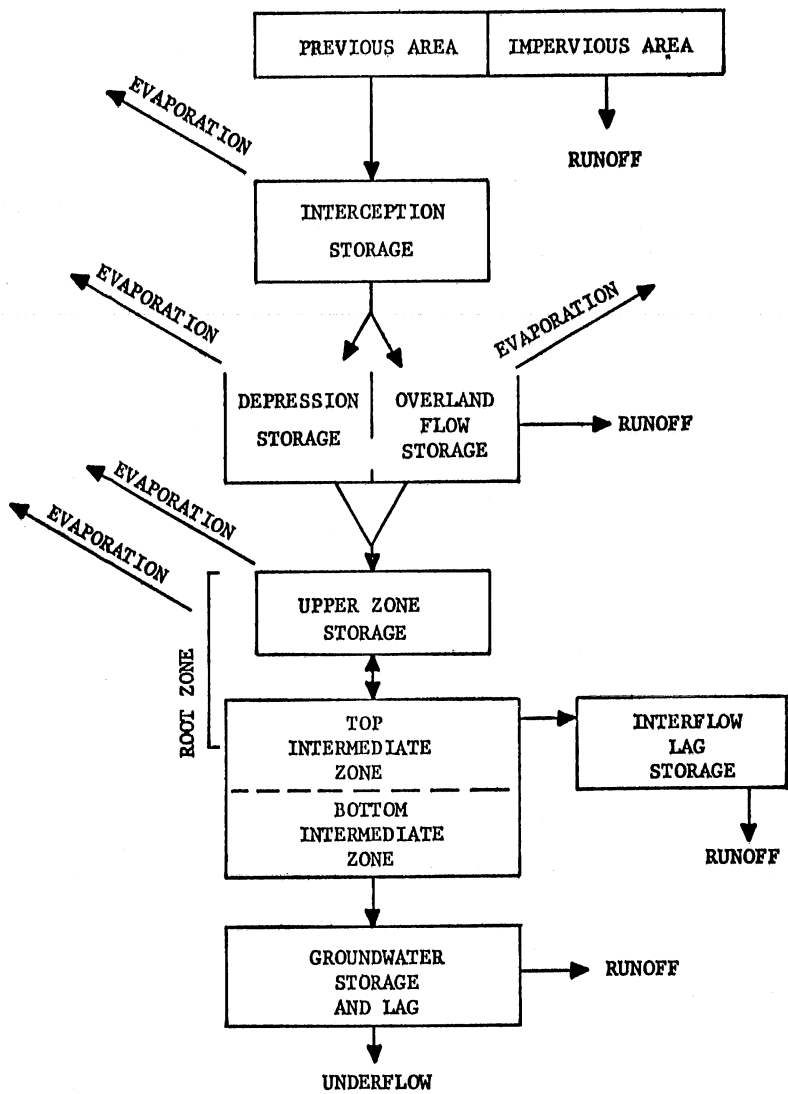 PREVIOUS AREA
IMPERVIOUS AREA
EVAPORATION
RUNOFF
INTERCEPTION
STORAGE
EVAPORATION
EVAPORATION
DEPRESSION
STORAGE
OVERLAND
FLOW
STORAGE
RUNOFF
EVAPORATION
EVAPORATION
UPPER ZONE
STORAGE
ROOT ZONE
TOP
INTERMEDIATE
ZONE
INTERFLOW
LAG
STORAGE
BOTTOM
INTERMEDIATE
ZONE
RUNOFF
GROUNDWATER
STORAGE
AND LAG
RUNOFF
UNDERFLOW